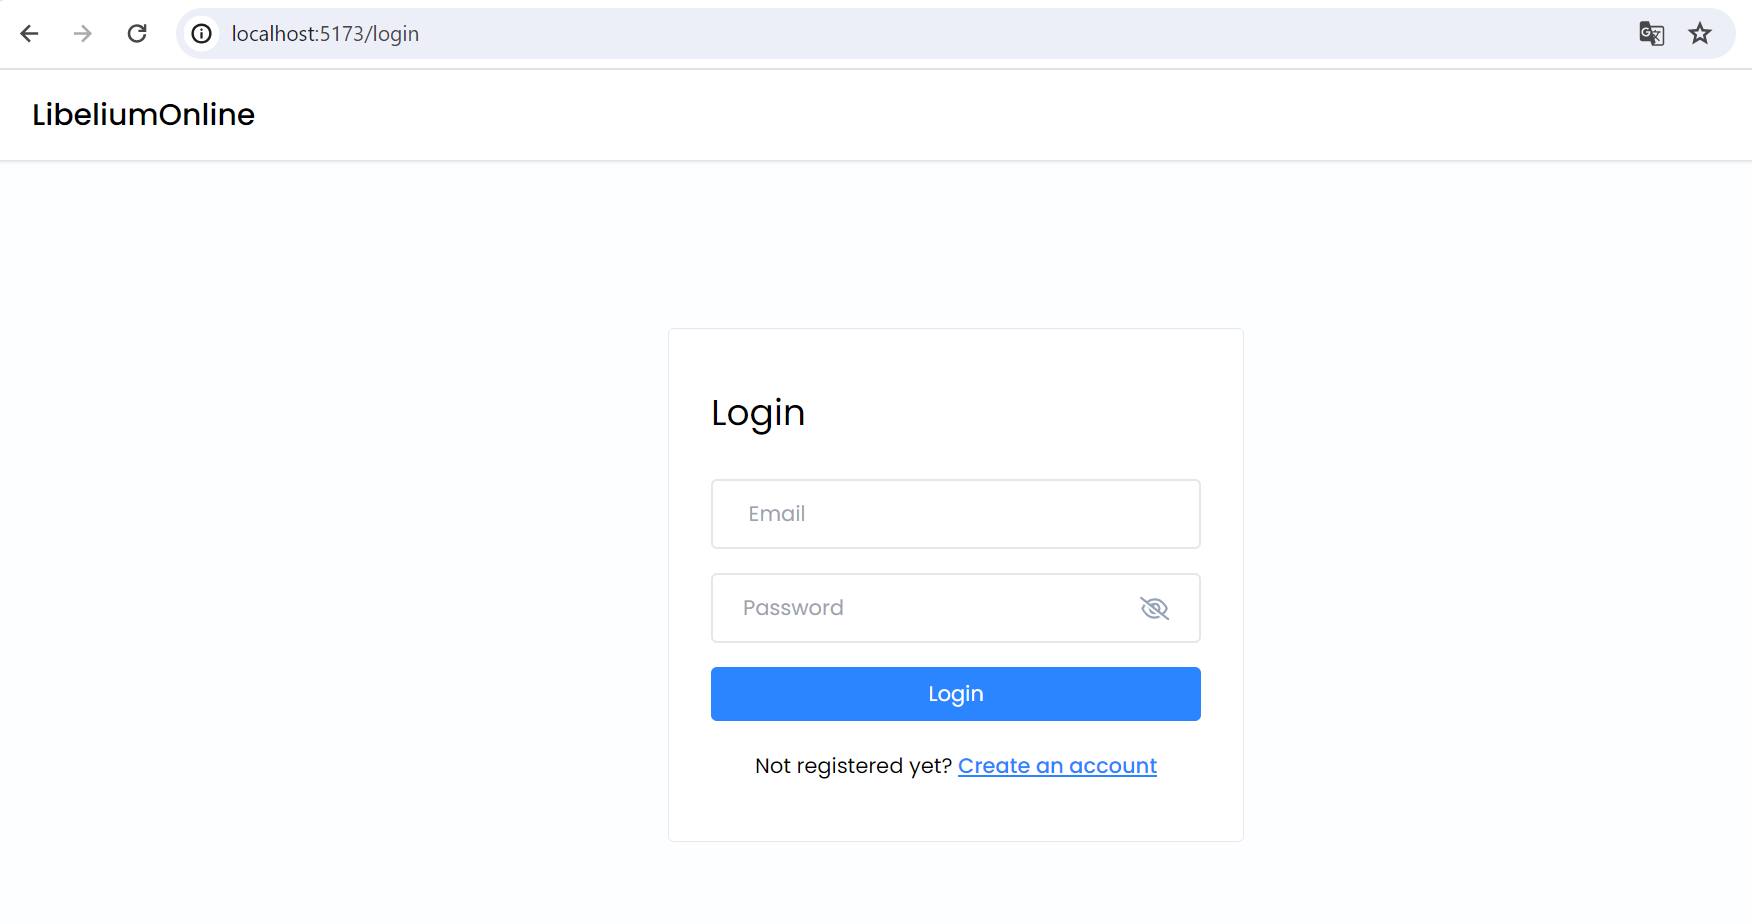 localhost:5173/login
LibeliumOnline
Login
Email
Password
Login
Not registered yet? Create an account